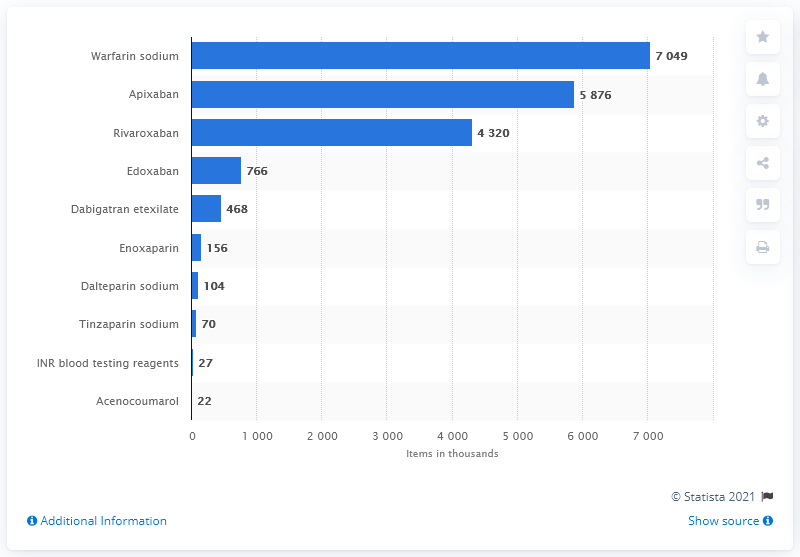 Warfarin sodium 7 049
Apixaban 5 876
Rivaroxaban 4 320
Edoxaban 766
Dabigatran etexilate 468
Enoxaparin 156
Dalteparin sodium 104
Tinzaparin sodium 70
INR blood testing reagents 27
Acenocoumarol 22
0 1 000 2 000 3 000 4 000 5 000 6 000 7 000
Items in thousands
© Statista 2021
Additional Information Show source